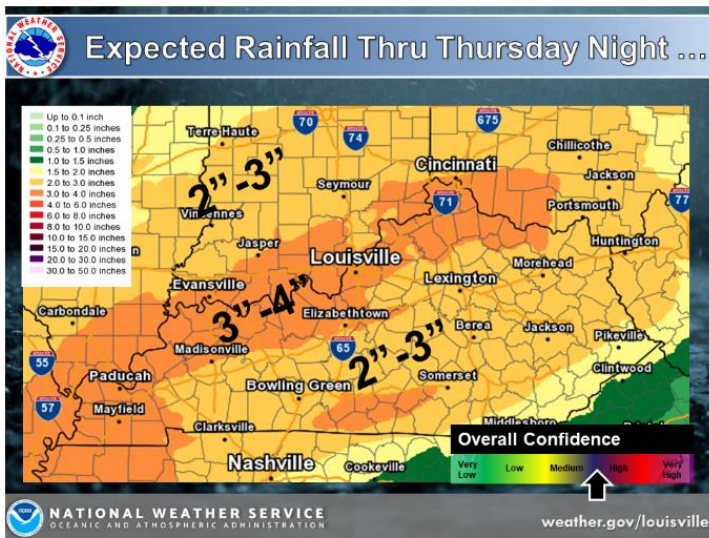 NATIONAL WEATHER SERVICE
Expected Rainfall Thru Thursday Night ...
Up to 0.1 inch
0.1 to 0.25 inches
0.25 to 0.5 inches
0.5 to 1.0 inches
1.0 to 1.5 inches
1.5 to 2.0 inches
2.0 to 3.0 inches
3.0 to 4.0 inches
4.0 to 6.0 inches
6.0 to 8.0 inches
8.0 to 10.0 inches
10.0 to 15.0 inches
15.0 to 20.0 inches
20.0 to 30.0 inches
30.0 to 50.0 inches
70
74
675
Terre Haute
Chillicothe
Cincinnati
2”-3”
Seymour
Jackson
71
77
Vincennes
Portsmouth
Jasper
Louisville
Huntington
Morehead
Evansville
Lexington
Carbondale
3”-4”
Elizabethtown
Berea
Jackson
Madisonville
65
2”-3”
Pikeville
55
Paducah
Bowling Green
Somerset
Clintwood
57
Mayfield
Clarksville
Middlesboro
Nashville
Cookeville
Overall Confidence
Very Low
Low
Medium
High
Very High
NATIONAL WEATHER SERVICE
OCEANIC AND ATMOSPHERIC ADMINISTRATION
weather.gov/louisville